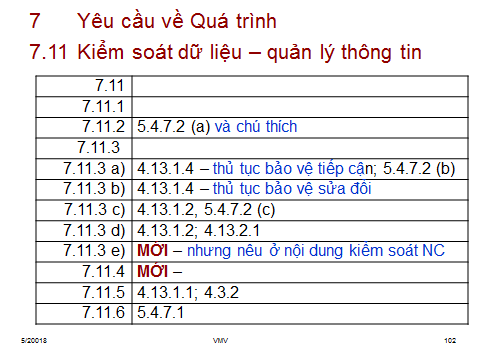 7 Yêu cầu về Quá trình
7.11 Kiểm soát dữ liệu – quản lý thông tin
7.11
7.11.1
7.11.2 5.4.7.2 (a) và chú thích
7.11.3
7.11.3 a) 4.13.1.4 – thủ tục bảo vệ tiếp cận; 5.4.7.2 (b)
7.11.3 b) 4.13.1.4 – thủ tục bảo vệ sửa đổi
7.11.3 c) 4.13.1.2, 5.4.7.2 (c)
7.11.3 d) 4.13.1.2; 4.13.2.1
7.11.3 e) MỚI – nhưng nêu ở nội dung kiểm soát NC
7.11.4 MỚI –
7.11.5 4.13.1.1; 4.3.2
7.11.6 5.4.7.1
5/20018 VMV 102